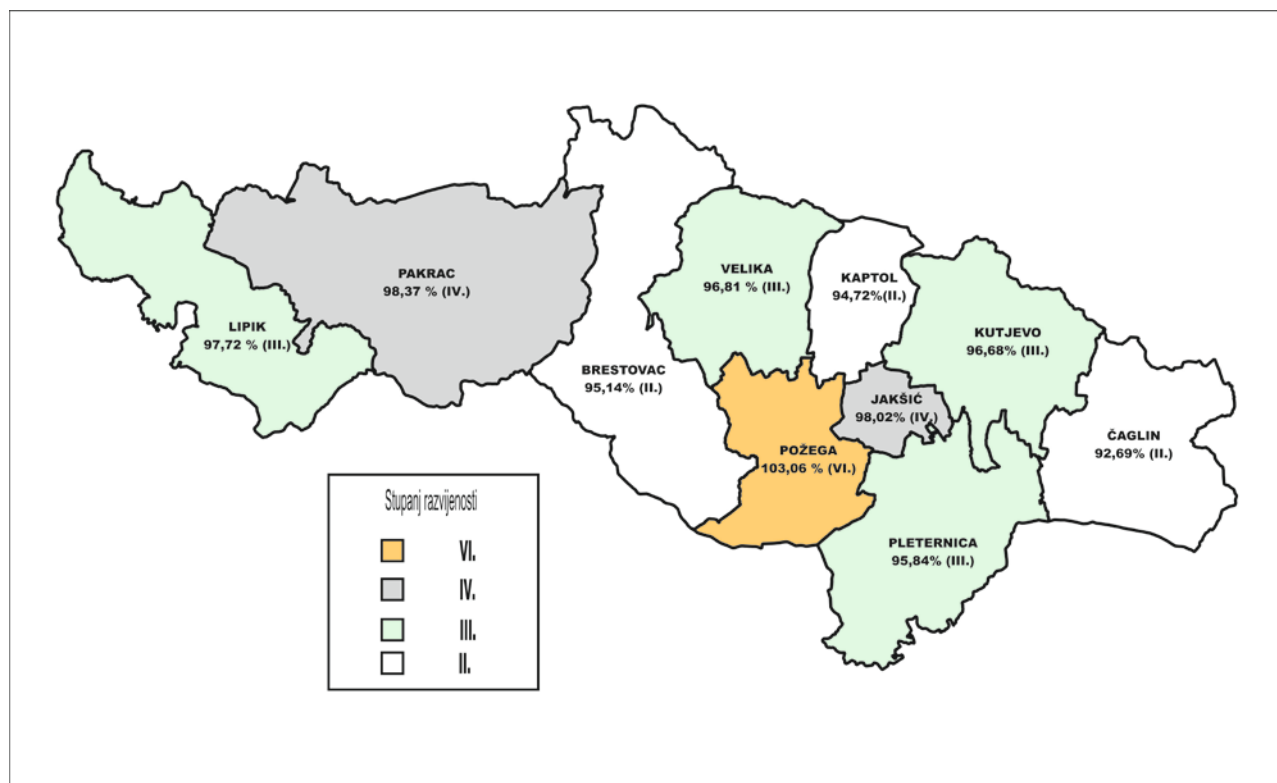 PAKRAC
98,37 % (IV.)
LIPIK
97,72 % (III.)
BRESTOVAC
95,14% (II.)
VELIKA
96,81 % (III.)
KAPTOL
94,72%(II.)
KUTJEVO
96,68% (III.)
JAKŠIĆ
98,02% (IV.)
ČAGLIN
92,69% (II.)
POŽEGA
103,06 % (VI.)
PLETERNICA
95,84% (III.)
Stupanj razvijenosti
VI.
IV.
III.
II.